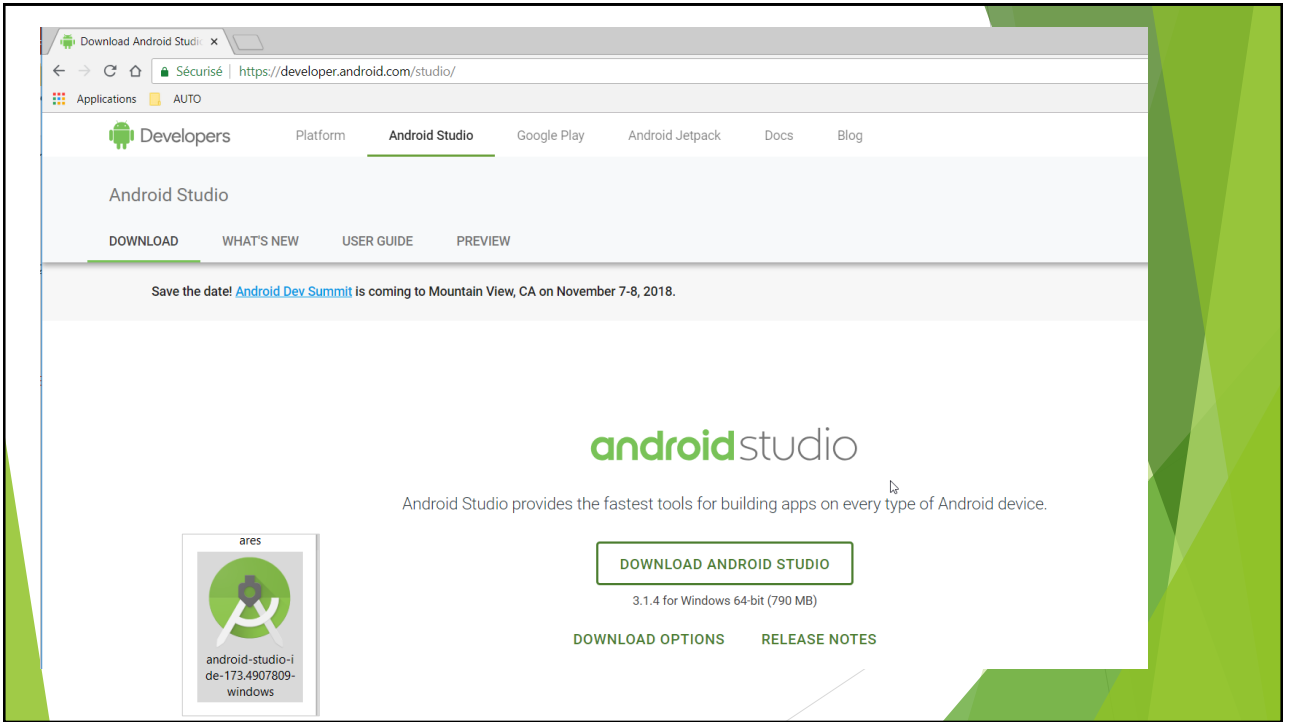 Download Android Studio
Sécurisé | https://developer.android.com/studio/
Applications AUTO
Developers Platform Android Studio Google Play Android Jetpack Docs Blog
Android Studio
DOWNLOAD WHAT'S NEW USER GUIDE PREVIEW
Save the date! Android Dev Summit is coming to Mountain View, CA on November 7-8, 2018.
android studio
Android Studio provides the fastest tools for building apps on every type of Android device.
DOWNLOAD ANDROID STUDIO
3.1.4 for Windows 64-bit (790 MB)
DOWNLOAD OPTIONS RELEASE NOTES
ares
android-studio-i
de-173.4907809-
windows